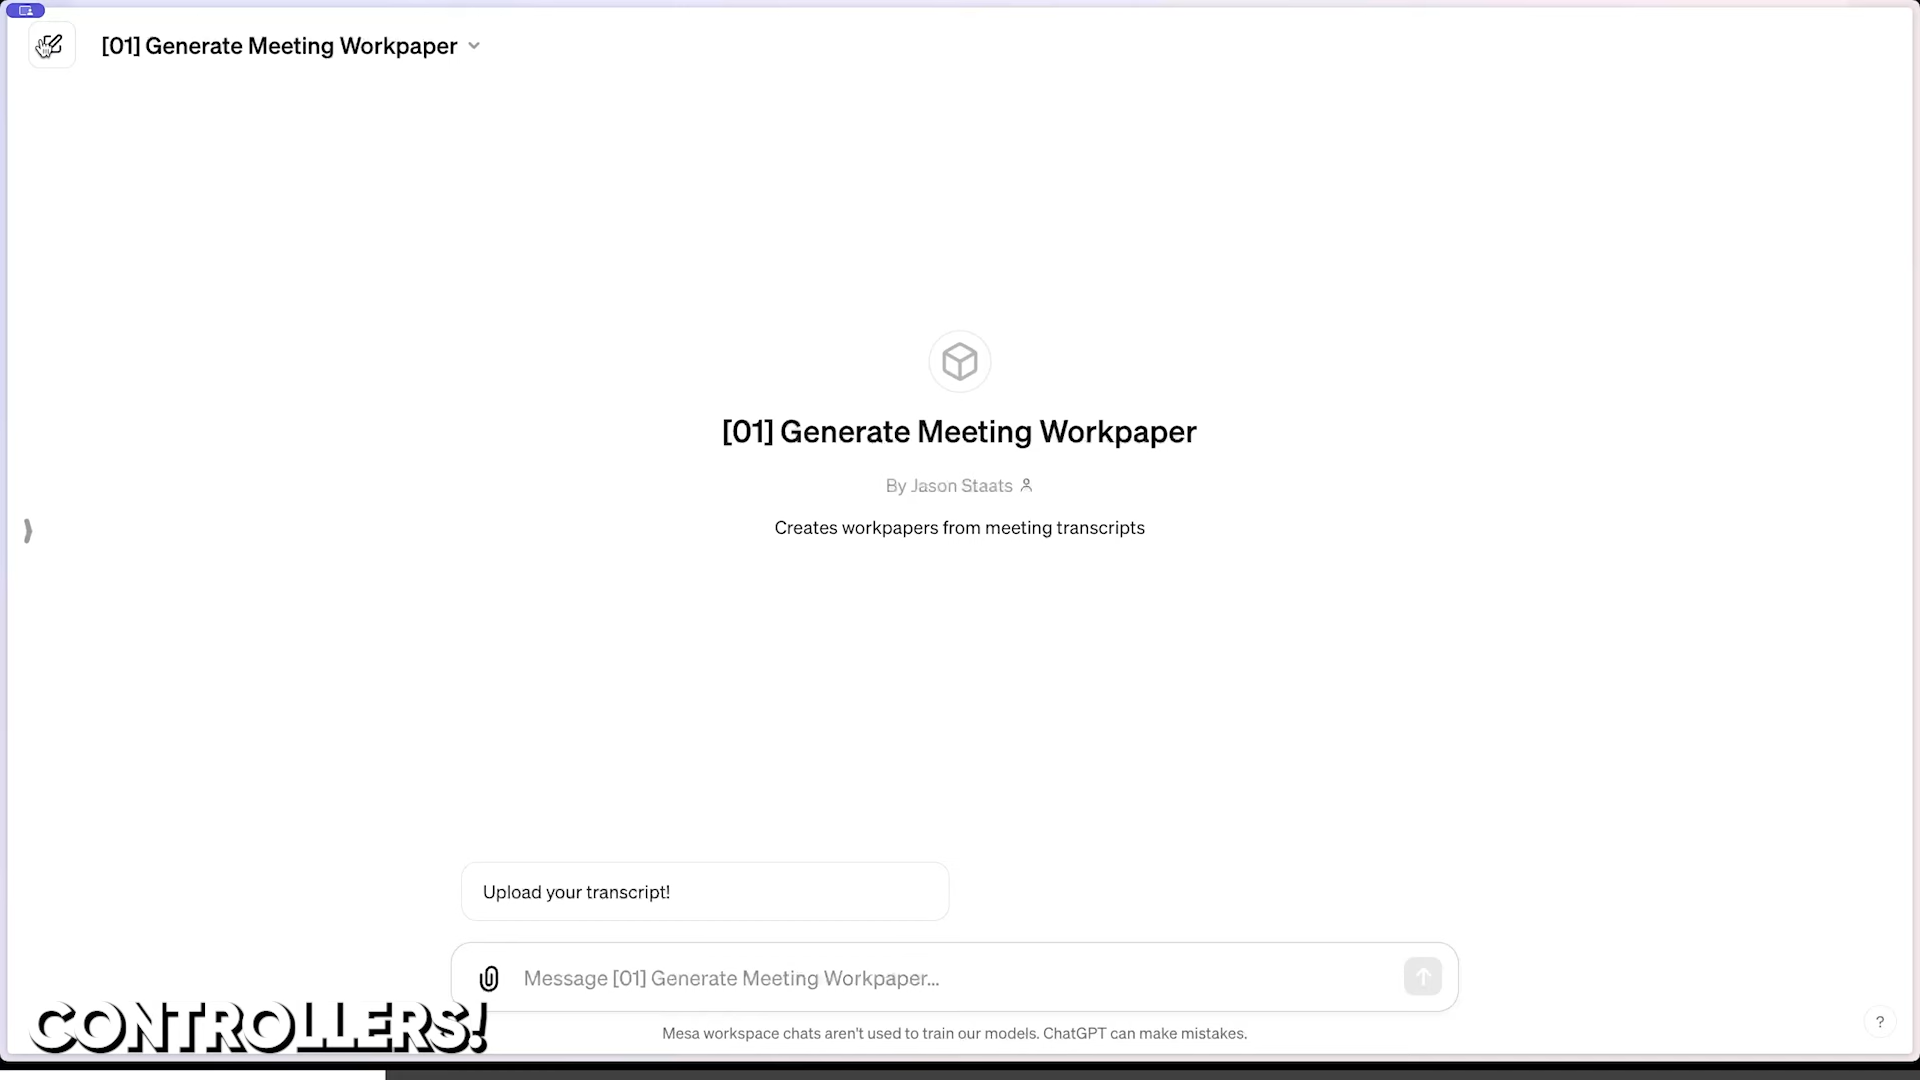 [01] Generate Meeting Workpaper
[01] Generate Meeting Workpaper
By Jason Staats
Creates workpapers from meeting transcripts
Upload your transcript!
Message [01] Generate Meeting Workpaper...
CONTROLLERS!
Mesa workspace chats aren't used to train our models. ChatGPT can make mistakes.
?